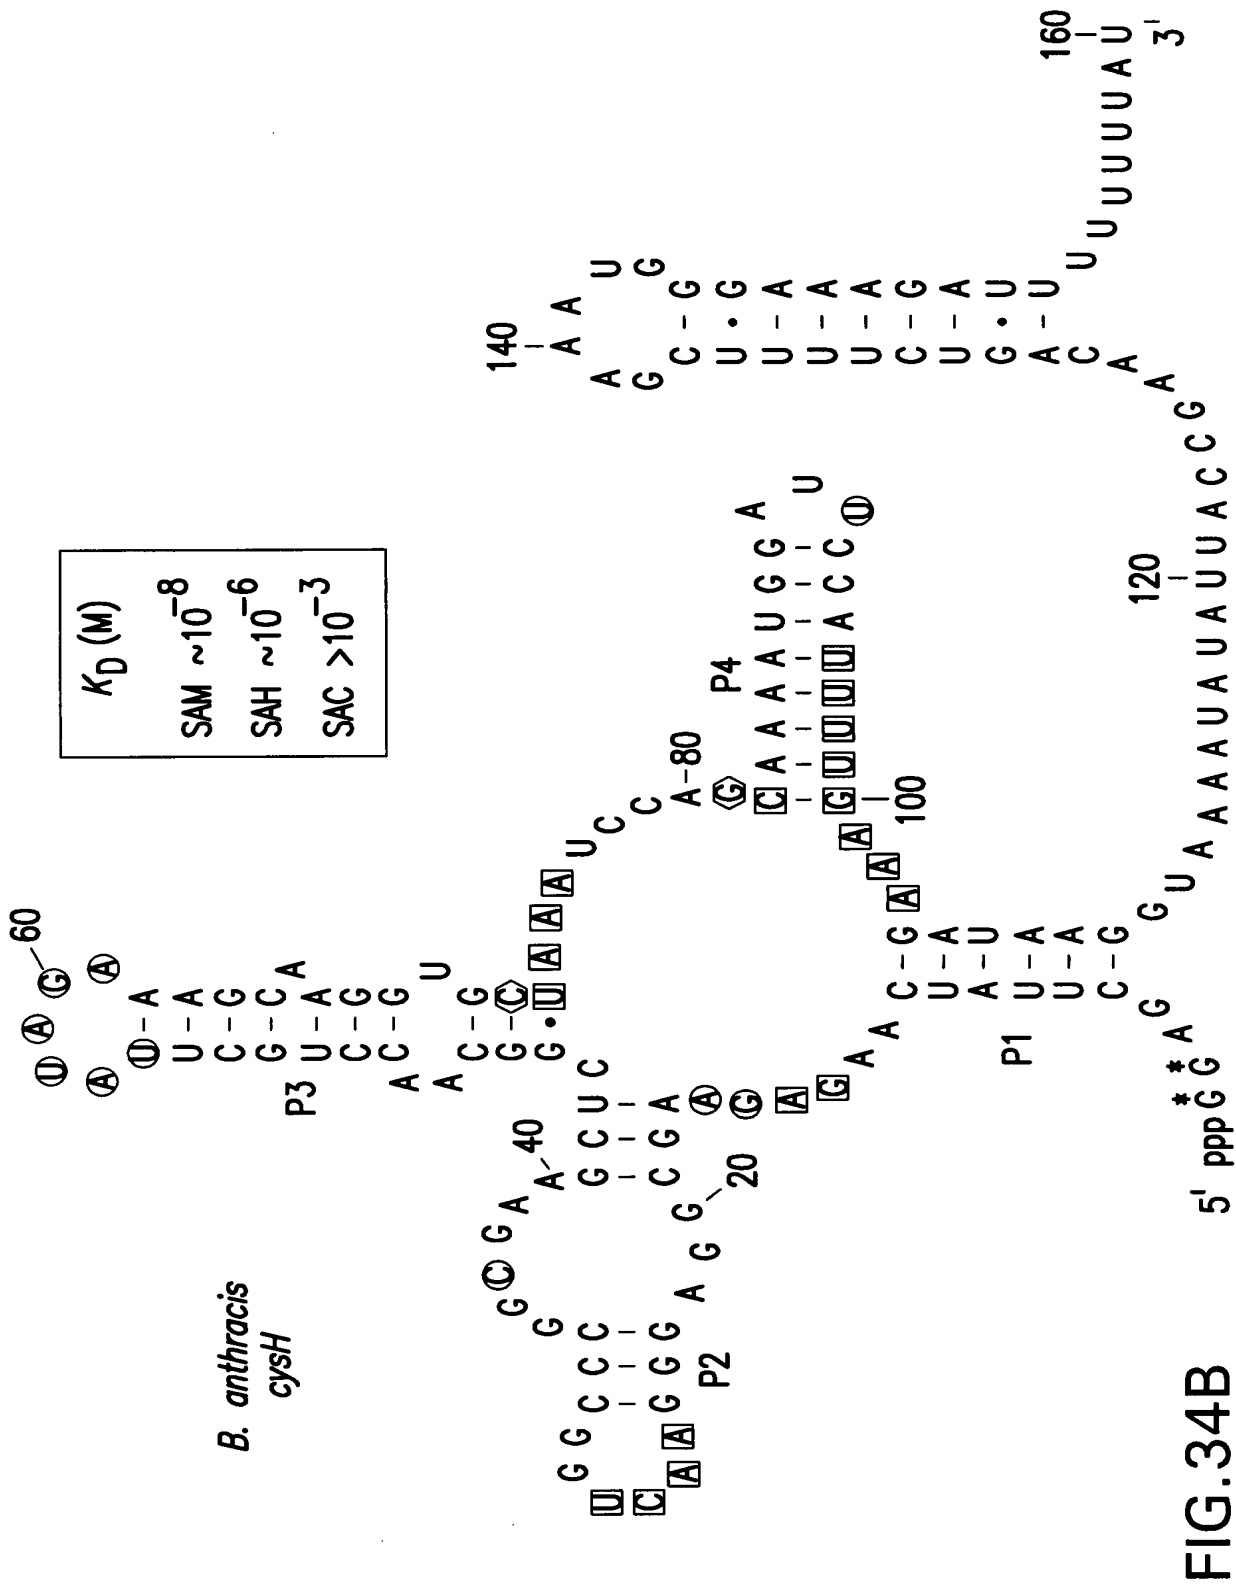 B. anthracis
cysH
K_D (M)
SAM ~10^-8
SAH ~10^-6
SAC >10^-3
P1
P2
P3
P4
20
40
60
80
100
120
140
160
5' pppG*G*AGCUUAUCAAGAGAAGCGGAGGGAACUGGCCCGGCGAAGCUCGGCAACCUGCUUAUAGAAAGCAAGGUGCUAAAUCCAGCAAAAUGGAUUCCAUUUUGAAAGAUAAGGUAAAAUAUAUUACCGAACAGUCUUUUCGAAAUGGGAAAGAUUUUUUUUAU 3'
FIG.34B